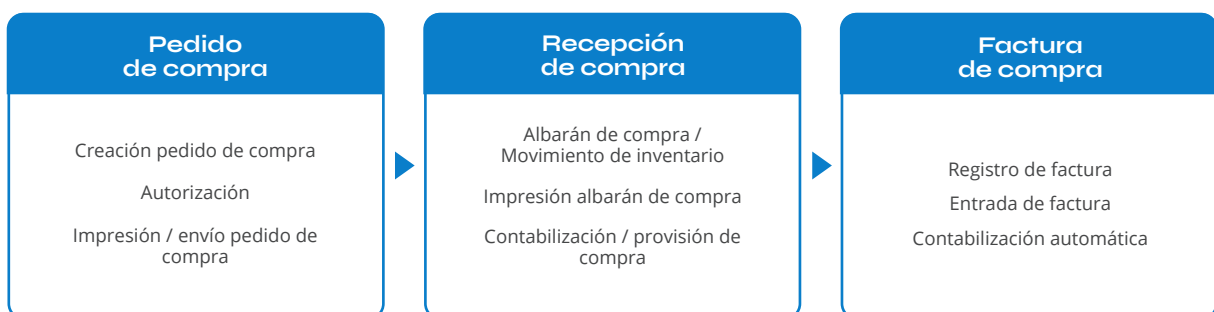 Pedido
de compra
Creación pedido de compra
Autorización
Impresión / envío pedido de
compra
Recepción
de compra
Albarán de compra /
Movimiento de inventario
Impresión albarán de compra
Contabilización / provisión de
compra
Factura
de compra
Registro de factura
Entrada de factura
Contabilización automática